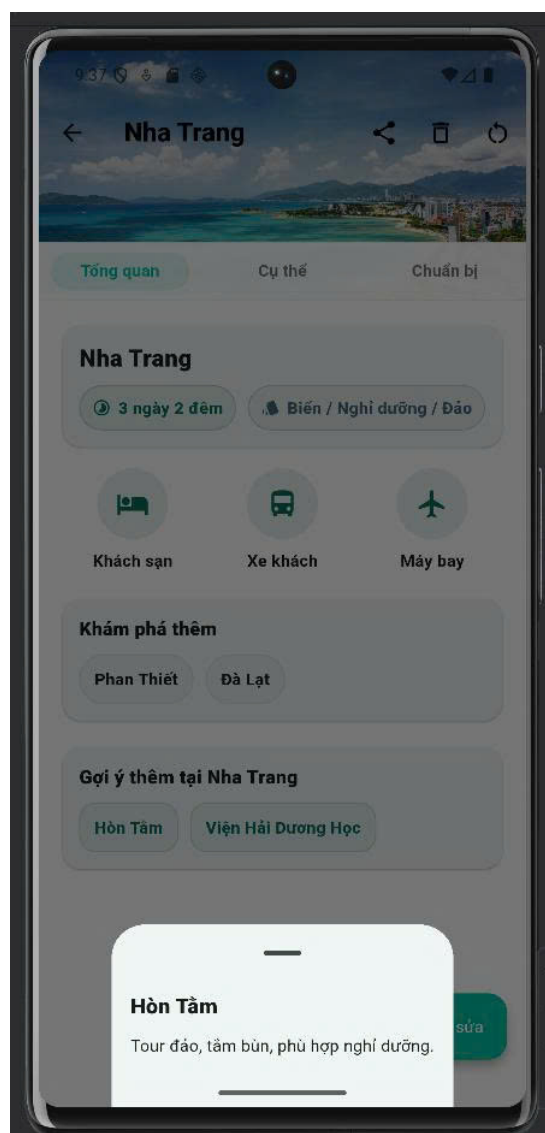 9:37
Nha Trang
Tổng quan Cụ thể Chuẩn bị
Nha Trang
3 ngày 2 đêm Biển / Nghỉ dưỡng / Đảo
Khách sạn Xe khách Máy bay
Khám phá thêm
Phan Thiết Đà Lạt
Gợi ý thêm tại Nha Trang
Hòn Tằm Viện Hải Dương Học
sửa
Hòn Tằm
Tour đảo, tắm bùn, phù hợp nghỉ dưỡng.